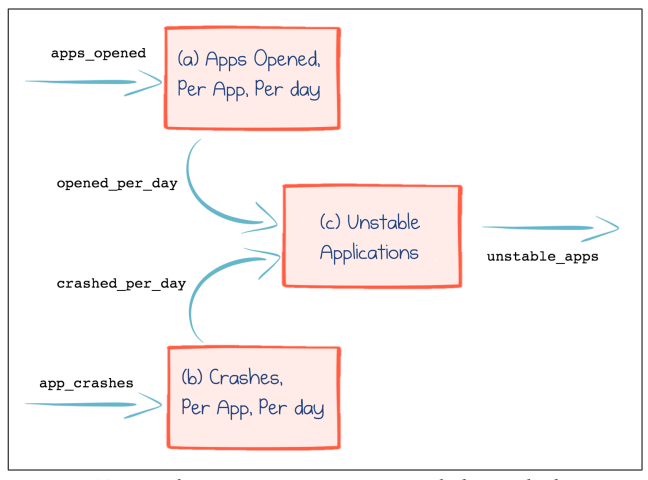 apps_opened
(a) Apps Opened,
Per App, Per day
opened_per_day
(c) Unstable
Applications
unstable_apps
crashed_per_day
app_crashes
(b) Crashes,
Per App, Per day